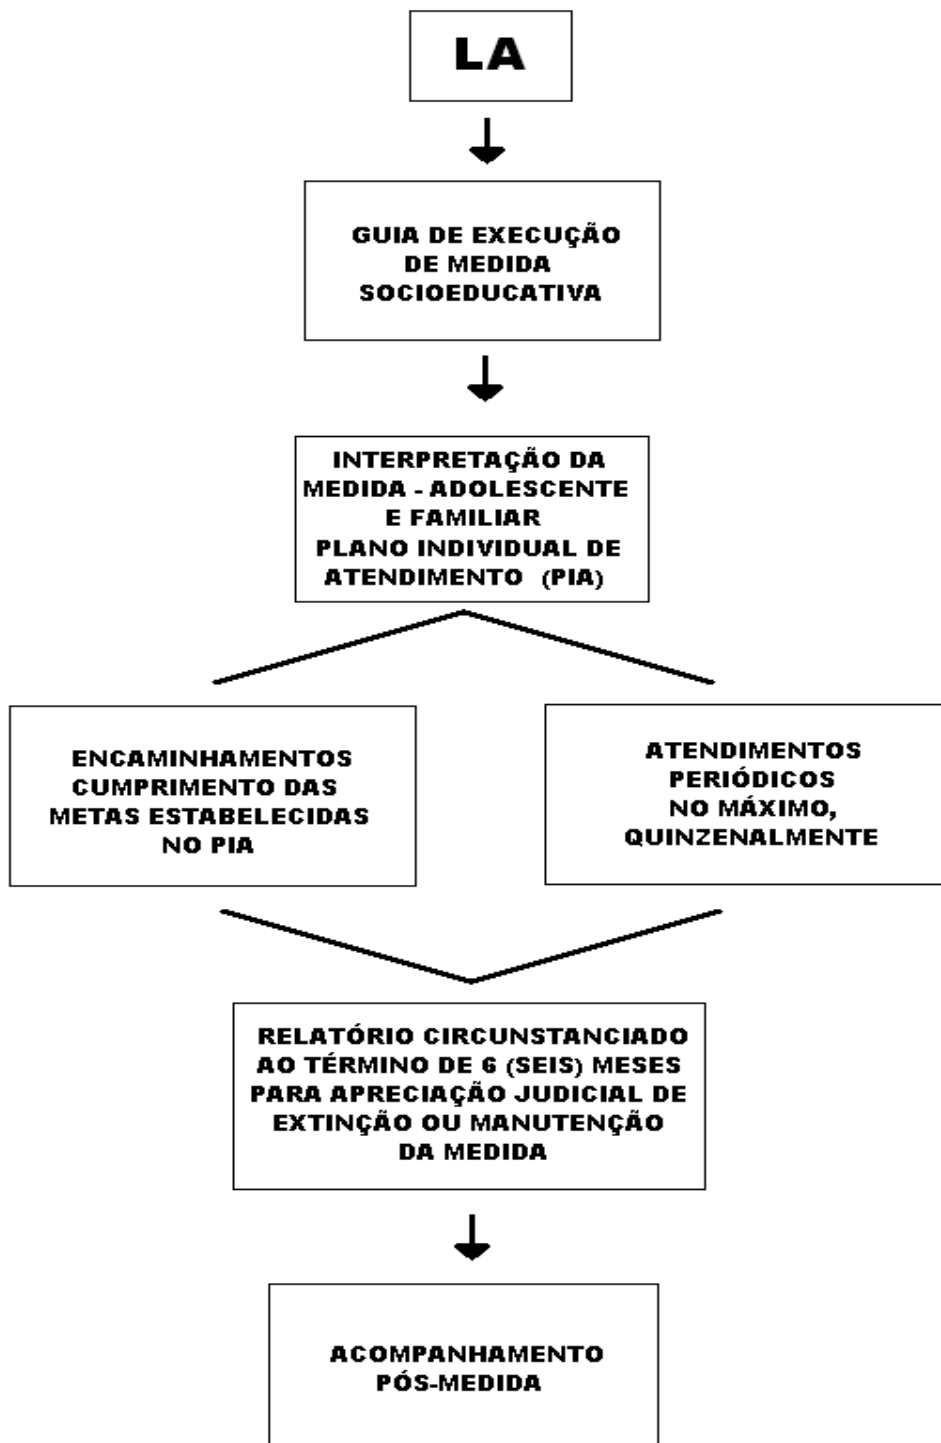 LA
GUIA DE EXECUÇÃO
DE MEDIDA
SOCIOEDUCATIVA
INTERPRETAÇÃO DA
MEDIDA - ADOLESCENTE
E FAMILIAR
PLANO INDIVIDUAL DE
ATENDIMENTO (PIA)
ENCAMINHAMENTOS
CUMPRIMENTO DAS
METAS ESTABELECIDAS
NO PIA
ATENDIMENTOS
PERIÓDICOS
NO MÁXIMO,
QUINZENALMENTE
RELATÓRIO CIRCUNSTANCIADO
AO TÉRMINO DE 6 (SEIS) MESES
PARA APRECIAÇÃO JUDICIAL DE
EXTINÇÃO OU MANUTENÇÃO
DA MEDIDA
ACOMPANHAMENTO
PÓS-MEDIDA